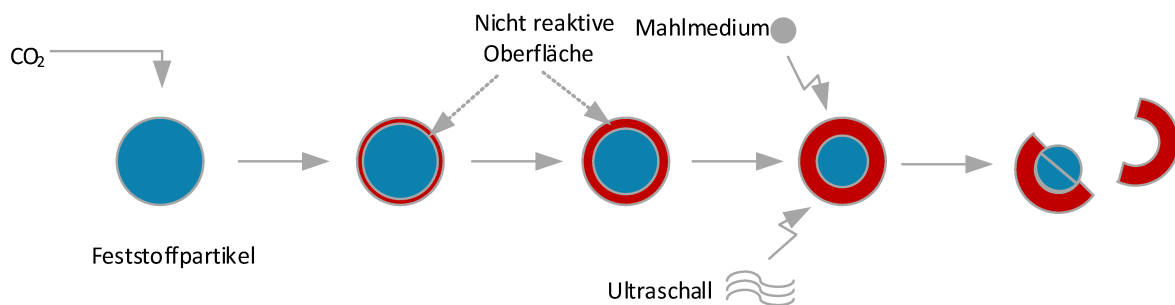 Nicht reaktive
Oberfläche
Mahlmedium
CO₂
Feststoffpartikel
Ultraschall